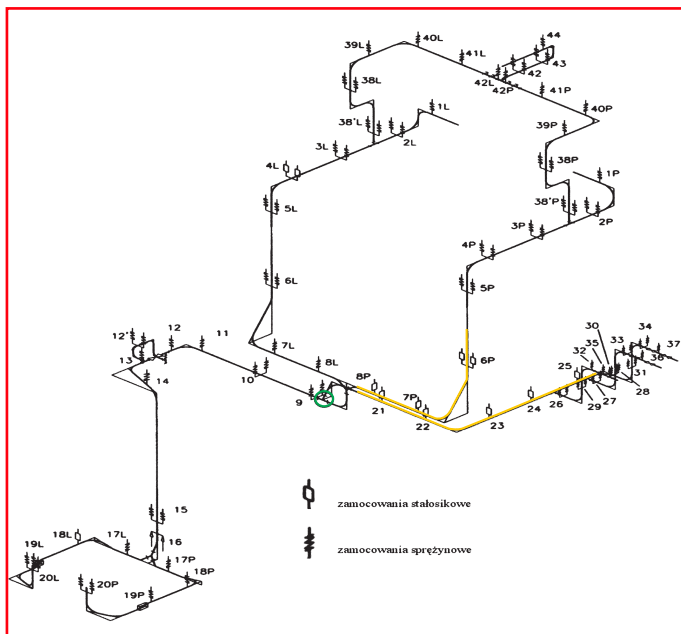 44
39L
40L
41L
43
42
42L
42P
41P
38L
40P
1L
39P
38'L
2L
3L
38P
4L
1P
38'P
5L
2P
3P
4P
6L
5P
12'
12
11
30
34
35
33
37
32
36
13
7L
6P
25
31
14
10
8L
8P
28
9
21
7P
24
26
29
27
22
23
15
zamocowania stałosikowe
18L
17L
16
zamocowania sprężynowe
19L
17P
18P
20L
20P
19P